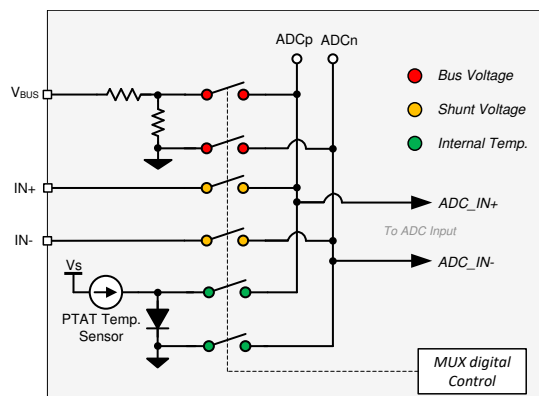 ADCp ADCn
VBUS
Bus Voltage
Shunt Voltage
Internal Temp.
IN+
ADC_IN+
To ADC Input
IN-
ADC_IN-
Vs
PTAT Temp.
Sensor
MUX digital
Control